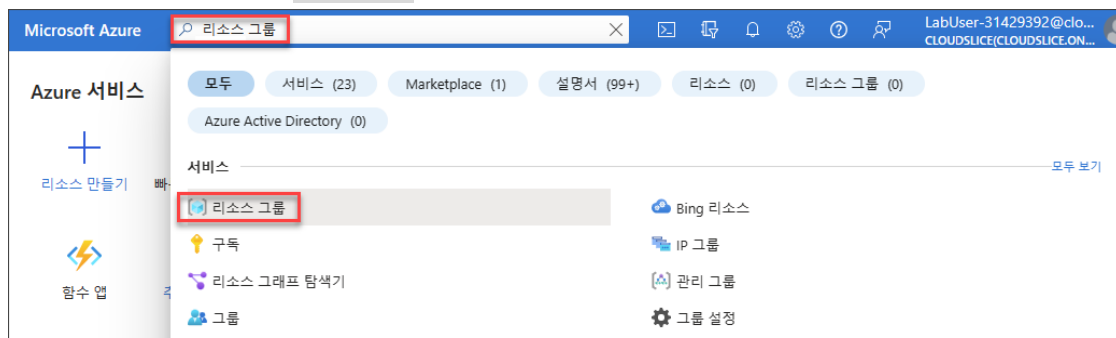 Microsoft Azure
리소스 그룹
LabUser-31429392@clo...
CLOUDSLICE(CLOUDSLICE.ON...
Azure 서비스
모두
서비스 (23)
Marketplace (1)
설명서 (99+)
리소스 (0)
리소스 그룹 (0)
Azure Active Directory (0)
서비스
모두 보기
리소스 만들기
리소스 그룹
Bing 리소스
구독
IP 그룹
함수 앱
리소스 그래프 탐색기
관리 그룹
그룹
그룹 설정